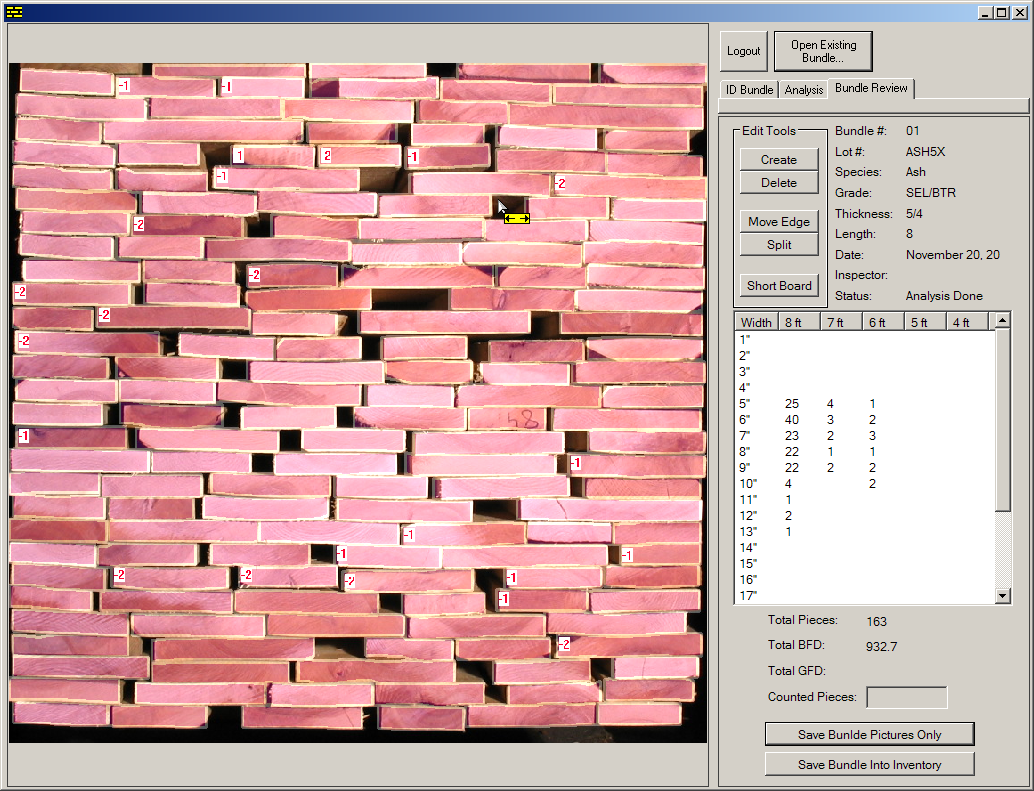 Logout
Open Existing
Bundle...
ID Bundle Analysis Bundle Review
Edit Tools
Create
Delete
Move Edge
Split
Short Board
Bundle #: 01
Lot #: ASH5X
Species: Ash
Grade: SEL/BTR
Thickness: 5/4
Length: 8
Date: November 20, 20
Inspector:
Status: Analysis Done
Width 8 ft 7 ft 6 ft 5 ft 4 ft
1"
2"
3"
4"
5" 25 4 1
6" 40 3 2
7" 23 2 3
8" 22 1 1
9" 22 2 2
10" 4 2
11" 1
12" 2
13" 1
14"
15"
16"
17"
Total Pieces: 163
Total BFD: 932.7
Total GFD:
Counted Pieces:
Save Bunlde Pictures Only
Save Bundle Into Inventory
-1
-1
1
2
-1
-1
-2
-2
-2
-2
-2
-2
48
-1
-1
-1
-1
-1
-2
-2
-2
-1
-1
-2